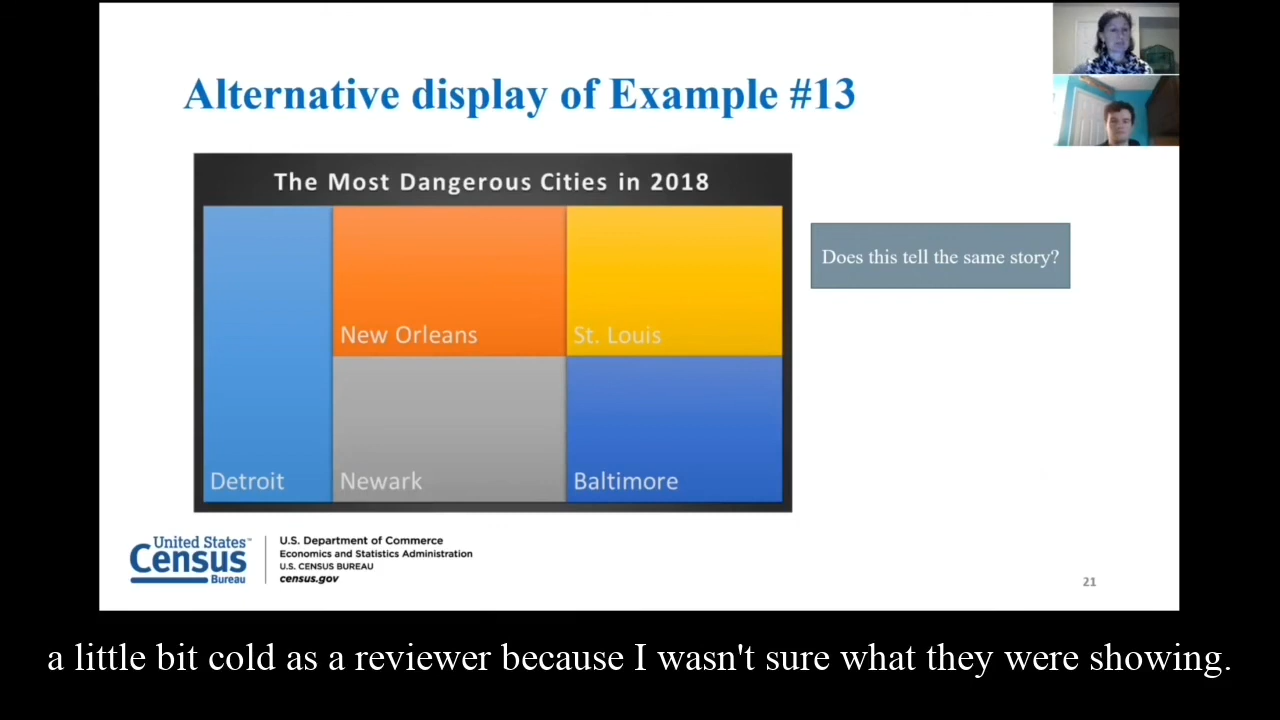 Alternative display of Example #13
The Most Dangerous Cities in 2018
New Orleans
St. Louis
Detroit
Newark
Baltimore
Does this tell the same story?
United States™
Census
Bureau
U.S. Department of Commerce
Economics and Statistics Administration
U.S. CENSUS BUREAU
census.gov
21
a little bit cold as a reviewer because I wasn't sure what they were showing.